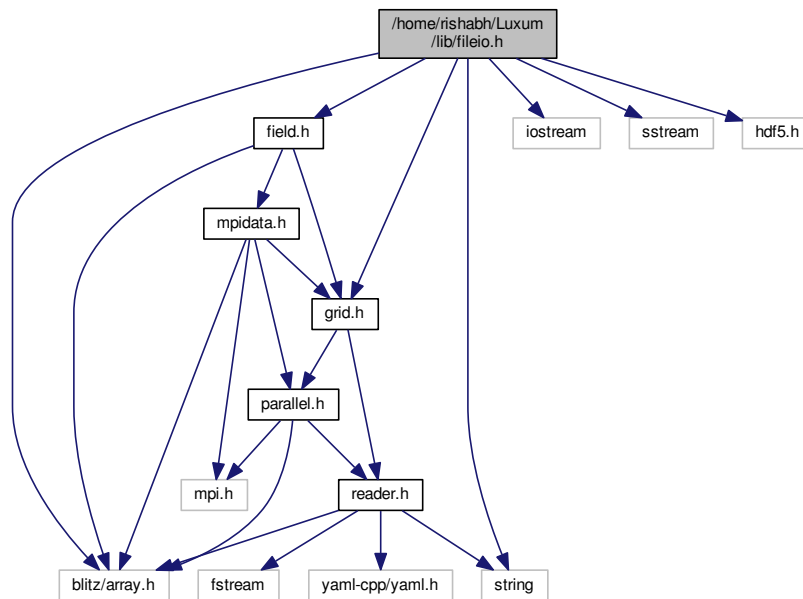 /home/rishabh/Luxum
/lib/fileio.h
field.h
iostream
sstream
hdf5.h
mpidata.h
grid.h
parallel.h
mpi.h
reader.h
blitz/array.h
fstream
yaml-cpp/yaml.h
string